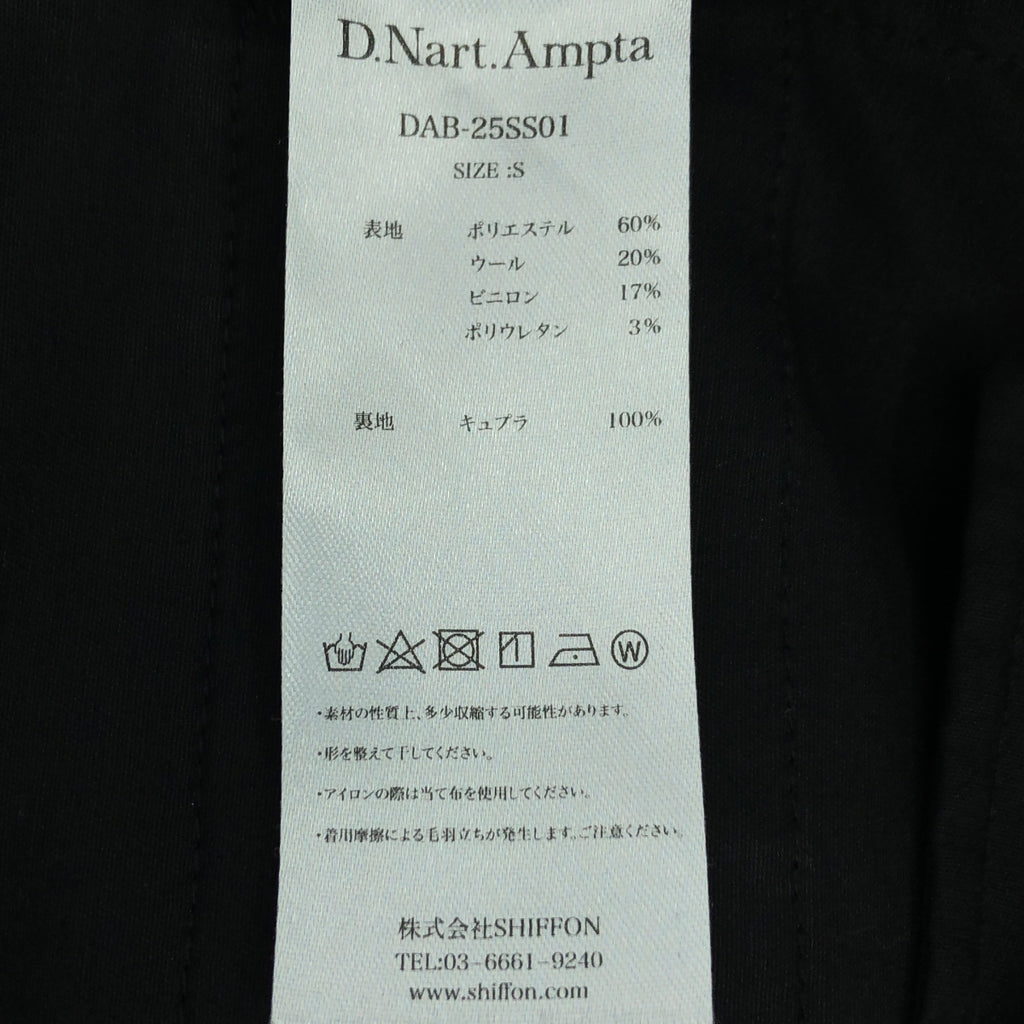 D.Nart.Ampta
DAB-25SS01
SIZE :S
表地 ポリエステル 60%
ウール 20%
ビニロン 17%
ポリウレタン 3%
裏地 キュプラ 100%
W
・素材の性質上、多少収縮する可能性があります。
・形を整えて干してください。
・アイロンの際は当て布を使用してください。
・着用摩擦による毛羽立ちが発生します。ご注意ください。
株式会社SHIFFON
TEL:03-6661-9240
www.shiffon.com